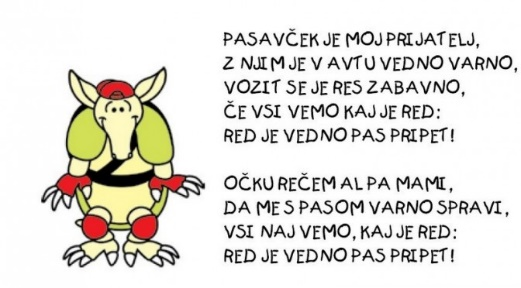 PASAVČEK JE MOJ PRIJATELJ,
Z NJIM JE V AVTU VEDNO VARNO,
VOZIT SE JE RES ZABAVNO,
ČE VSI VEMO KAJ JE RED:
RED JE VEDNO PAS PRIPET!
OČKU REČEM AL PA MAMI,
DA ME S PASOM VARNO SPRAVI,
VSI NAJ VEMO, KAJ JE RED:
RED JE VEDNO PAS PRIPET!